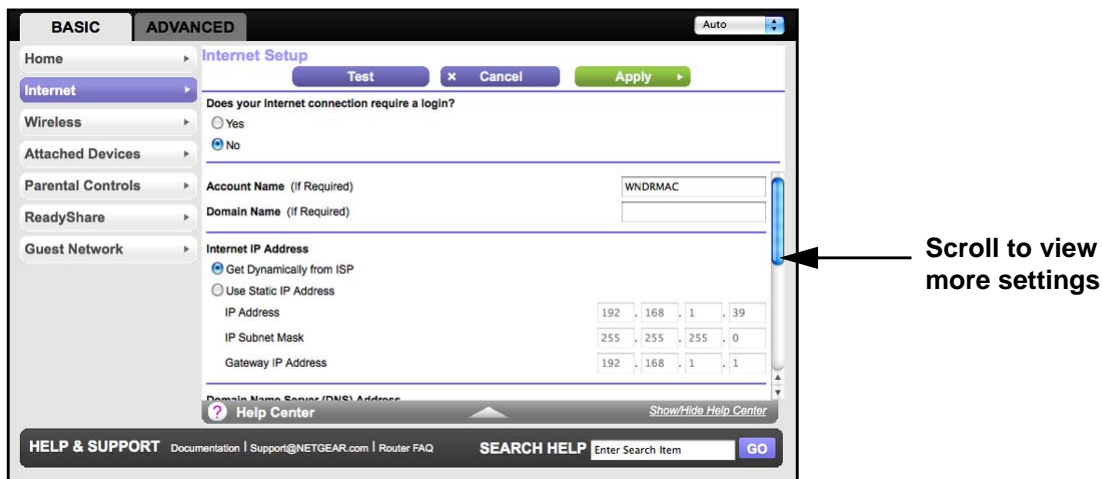 BASIC ADVANCED Auto
Home
Internet
Wireless
Attached Devices
Parental Controls
ReadyShare
Guest Network
Internet Setup
Test × Cancel Apply
Does your Internet connection require a login?
Yes
No
Account Name (If Required) WNDRMAC
Domain Name (If Required)
Internet IP Address
Get Dynamically from ISP
Use Static IP Address
IP Address 192 . 168 . 1 . 39
IP Subnet Mask 255 . 255 . 255 . 0
Gateway IP Address 192 . 168 . 1 . 1
Domain Name Server (DNS) Address
? Help Center Show/Hide Help Center
HELP & SUPPORT Documentation | Support@NETGEAR.com | Router FAQ SEARCH HELP Enter Search Item GO
Scroll to view
more settings